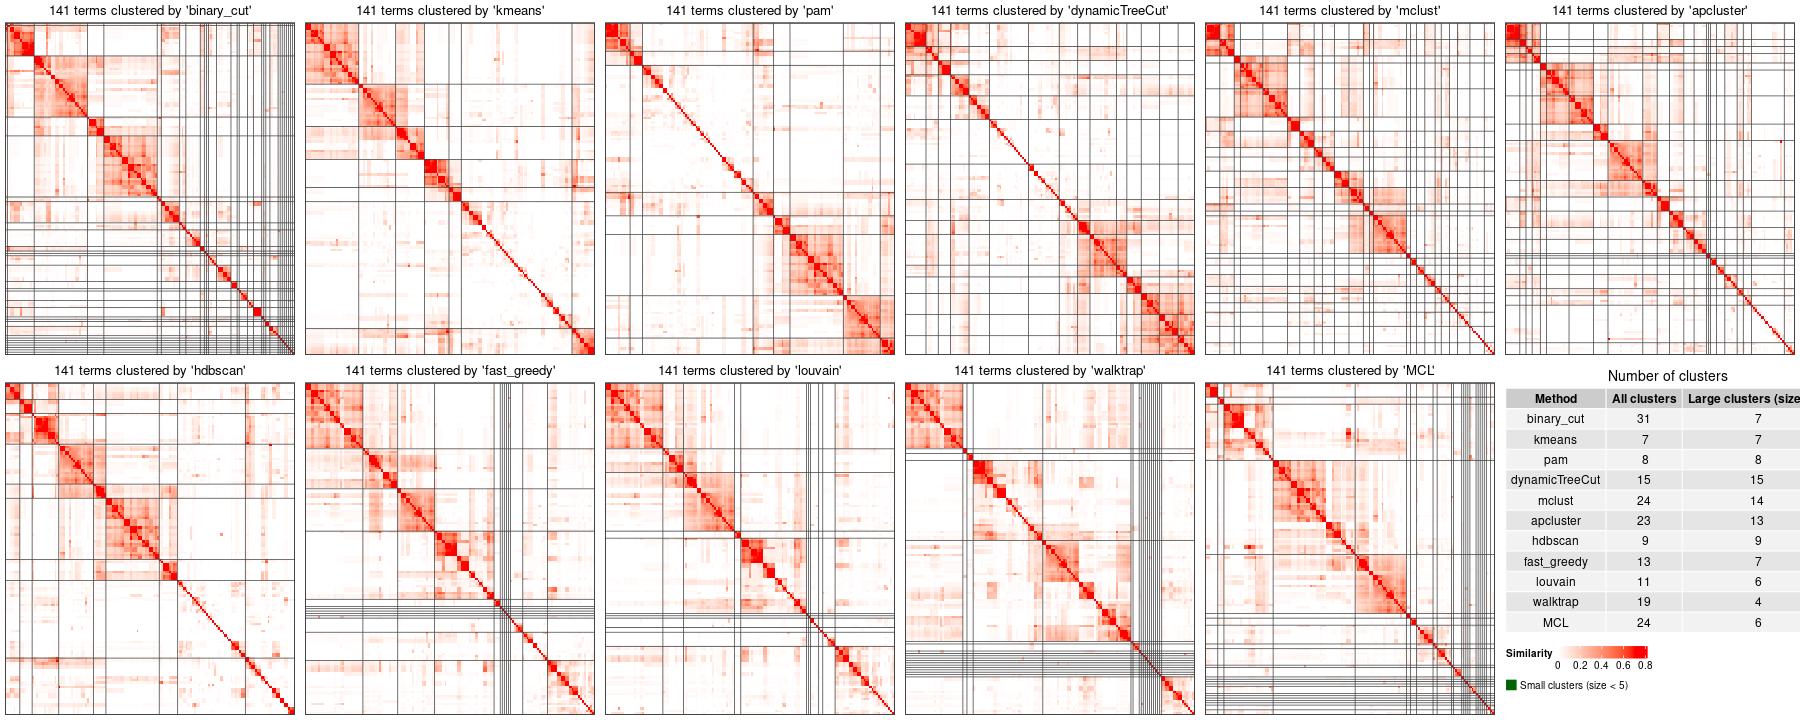 141 terms clustered by 'binary_cut'
141 terms clustered by 'kmeans'
141 terms clustered by 'pam'
141 terms clustered by 'dynamicTreeCut'
141 terms clustered by 'mclust'
141 terms clustered by 'apcluster'
141 terms clustered by 'hdbscan'
141 terms clustered by 'fast_greedy'
141 terms clustered by 'louvain'
141 terms clustered by 'walktrap'
141 terms clustered by 'MCL'
Number of clusters
Method All clusters Large clusters (size
binary_cut 31 7
kmeans 7 7
pam 8 8
dynamicTreeCut 15 15
mclust 24 14
apcluster 23 13
hdbscan 9 9
fast_greedy 13 7
louvain 11 6
walktrap 19 4
MCL 24 6
Similarity
0 0.2 0.4 0.6 0.8
Small clusters (size < 5)